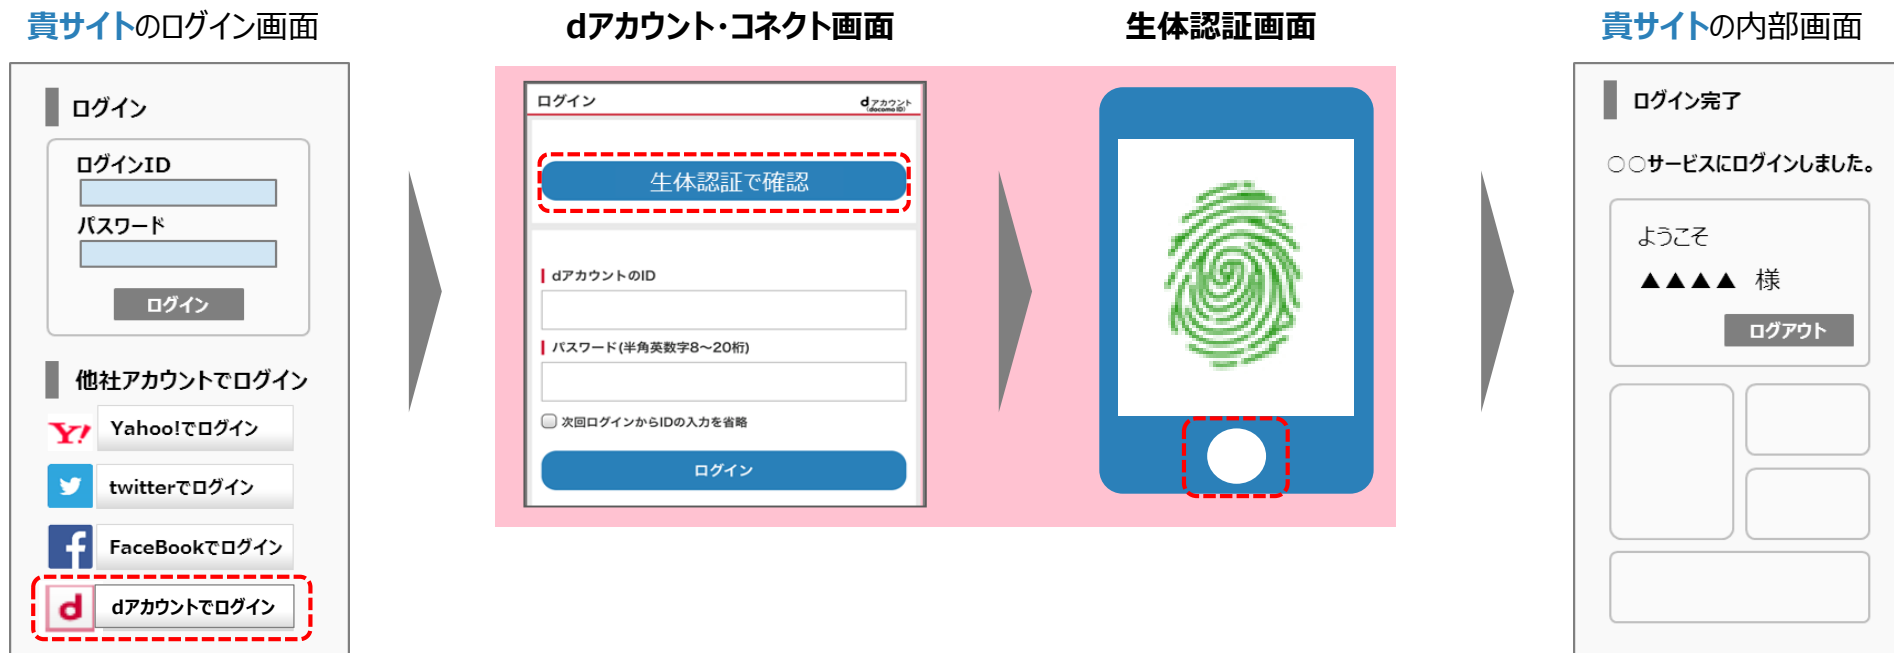 貴サイトのログイン画面
ログイン
ログインID
パスワード
ログイン
他社アカウントでログイン
Y! Yahoo!でログイン
twitterでログイン
f FaceBookでログイン
d dアカウントでログイン
dアカウント・コネクト画面
ログイン
dアカウント
(docomo ID)
生体認証で確認
dアカウントのID
パスワード(半角英数字8〜20桁)
次回ログインからIDの入力を省略
ログイン
生体認証画面
貴サイトの内部画面
ログイン完了
○○サービスにログインしました。
ようこそ
▲▲▲▲ 様
ログアウト